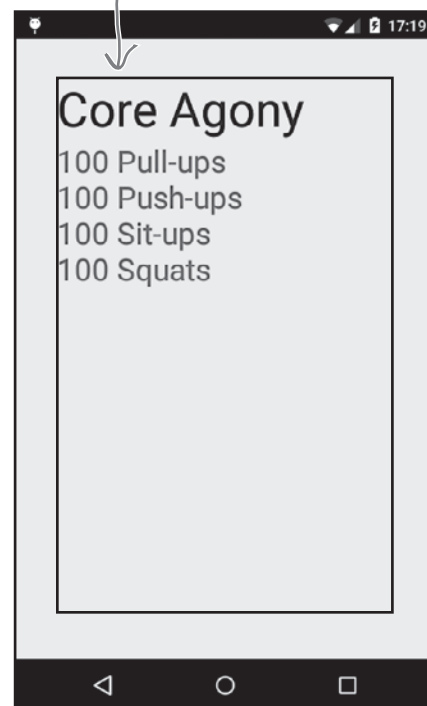 17:19
Core Agony
100 Pull-ups
100 Push-ups
100 Sit-ups
100 Squats